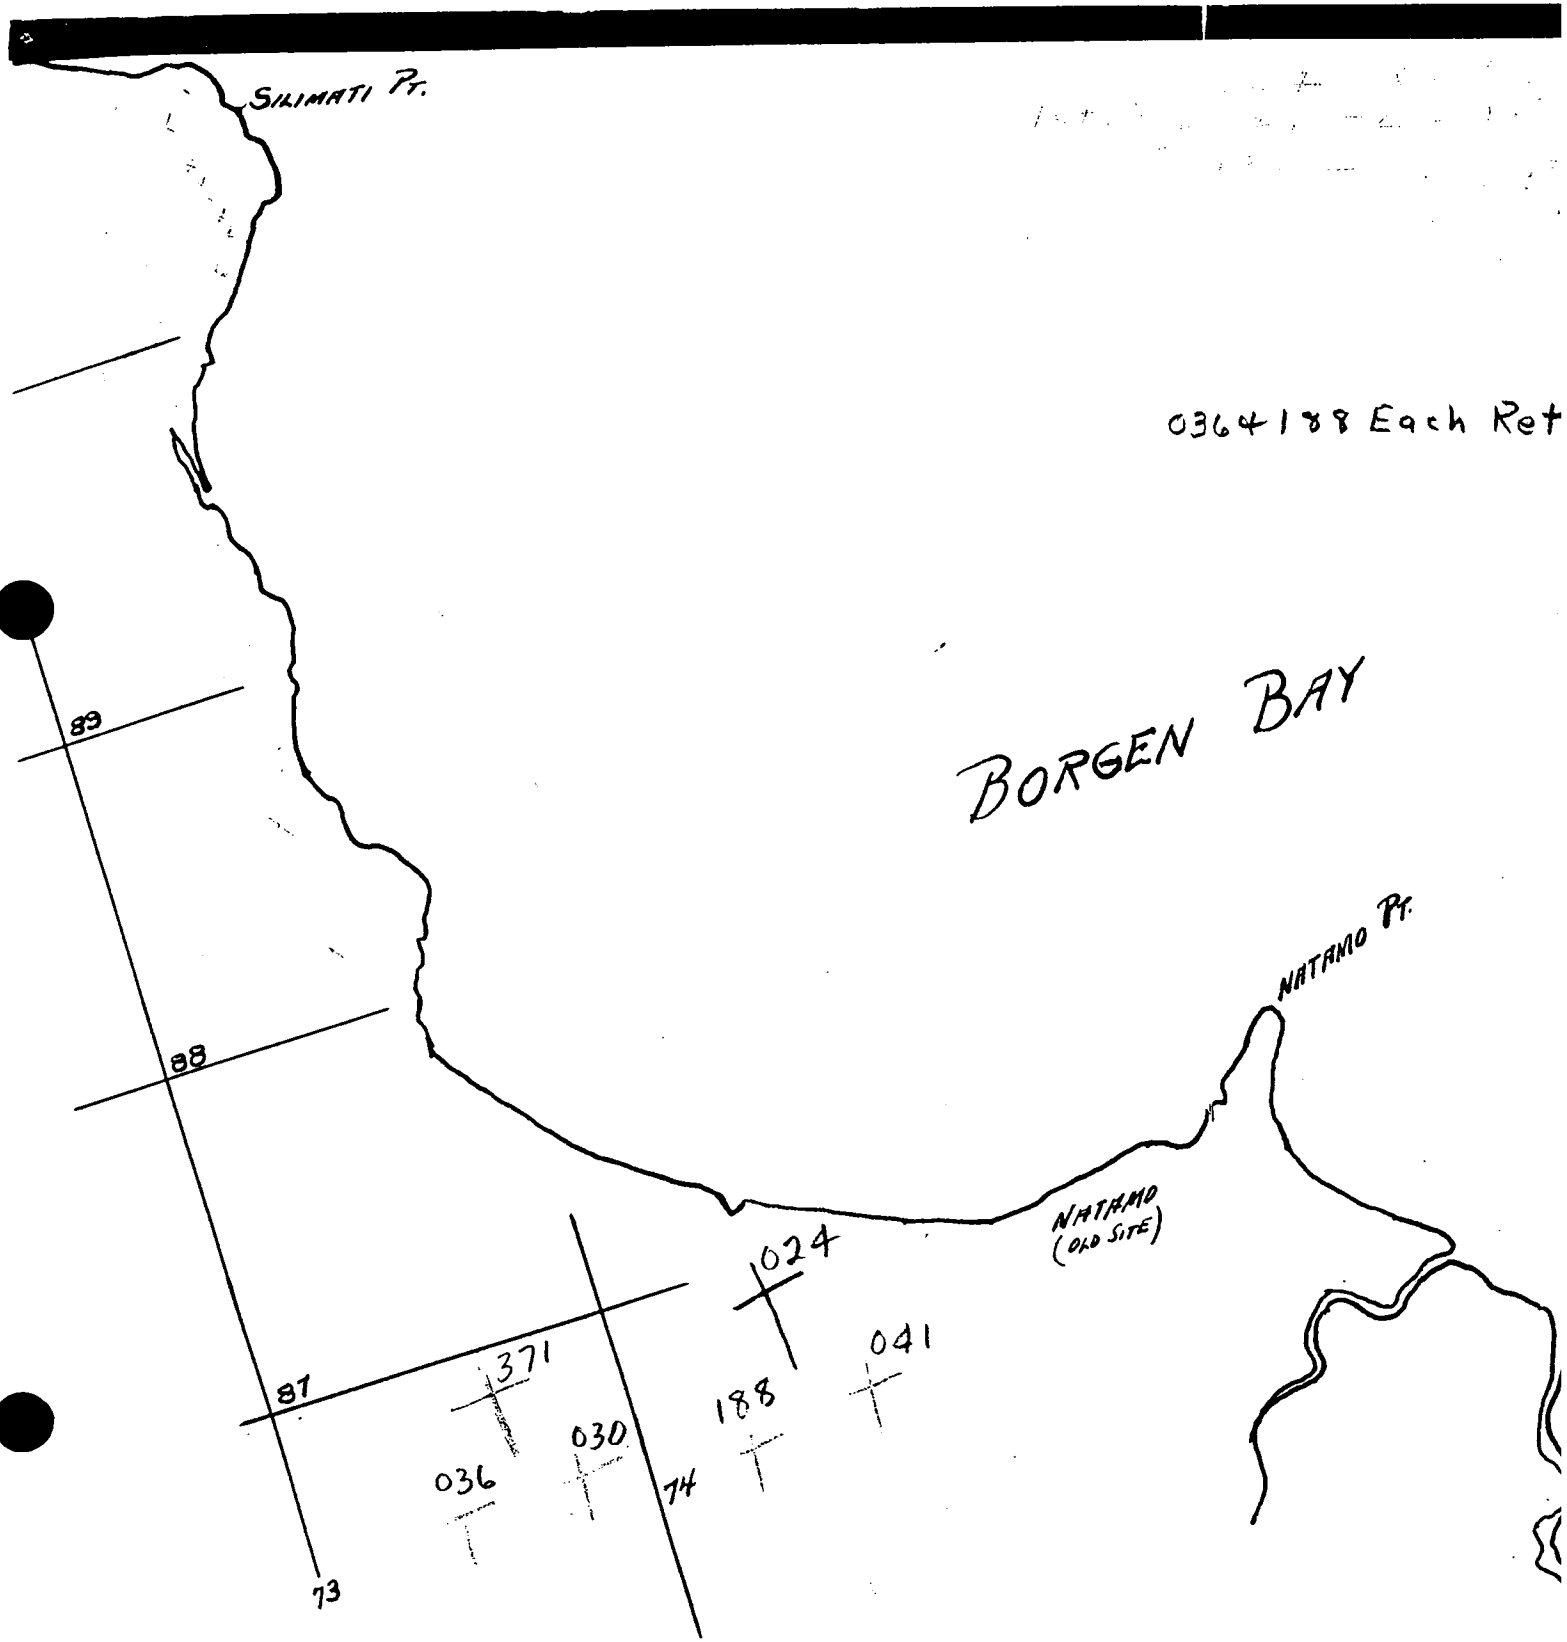 SILIMATI PT.
0364188 Each Ret
BORGEN BAY
89
NATAMO PT.
88
NATAMO
(OLD SITE)
024
041
371
87
188
030
036
74
73